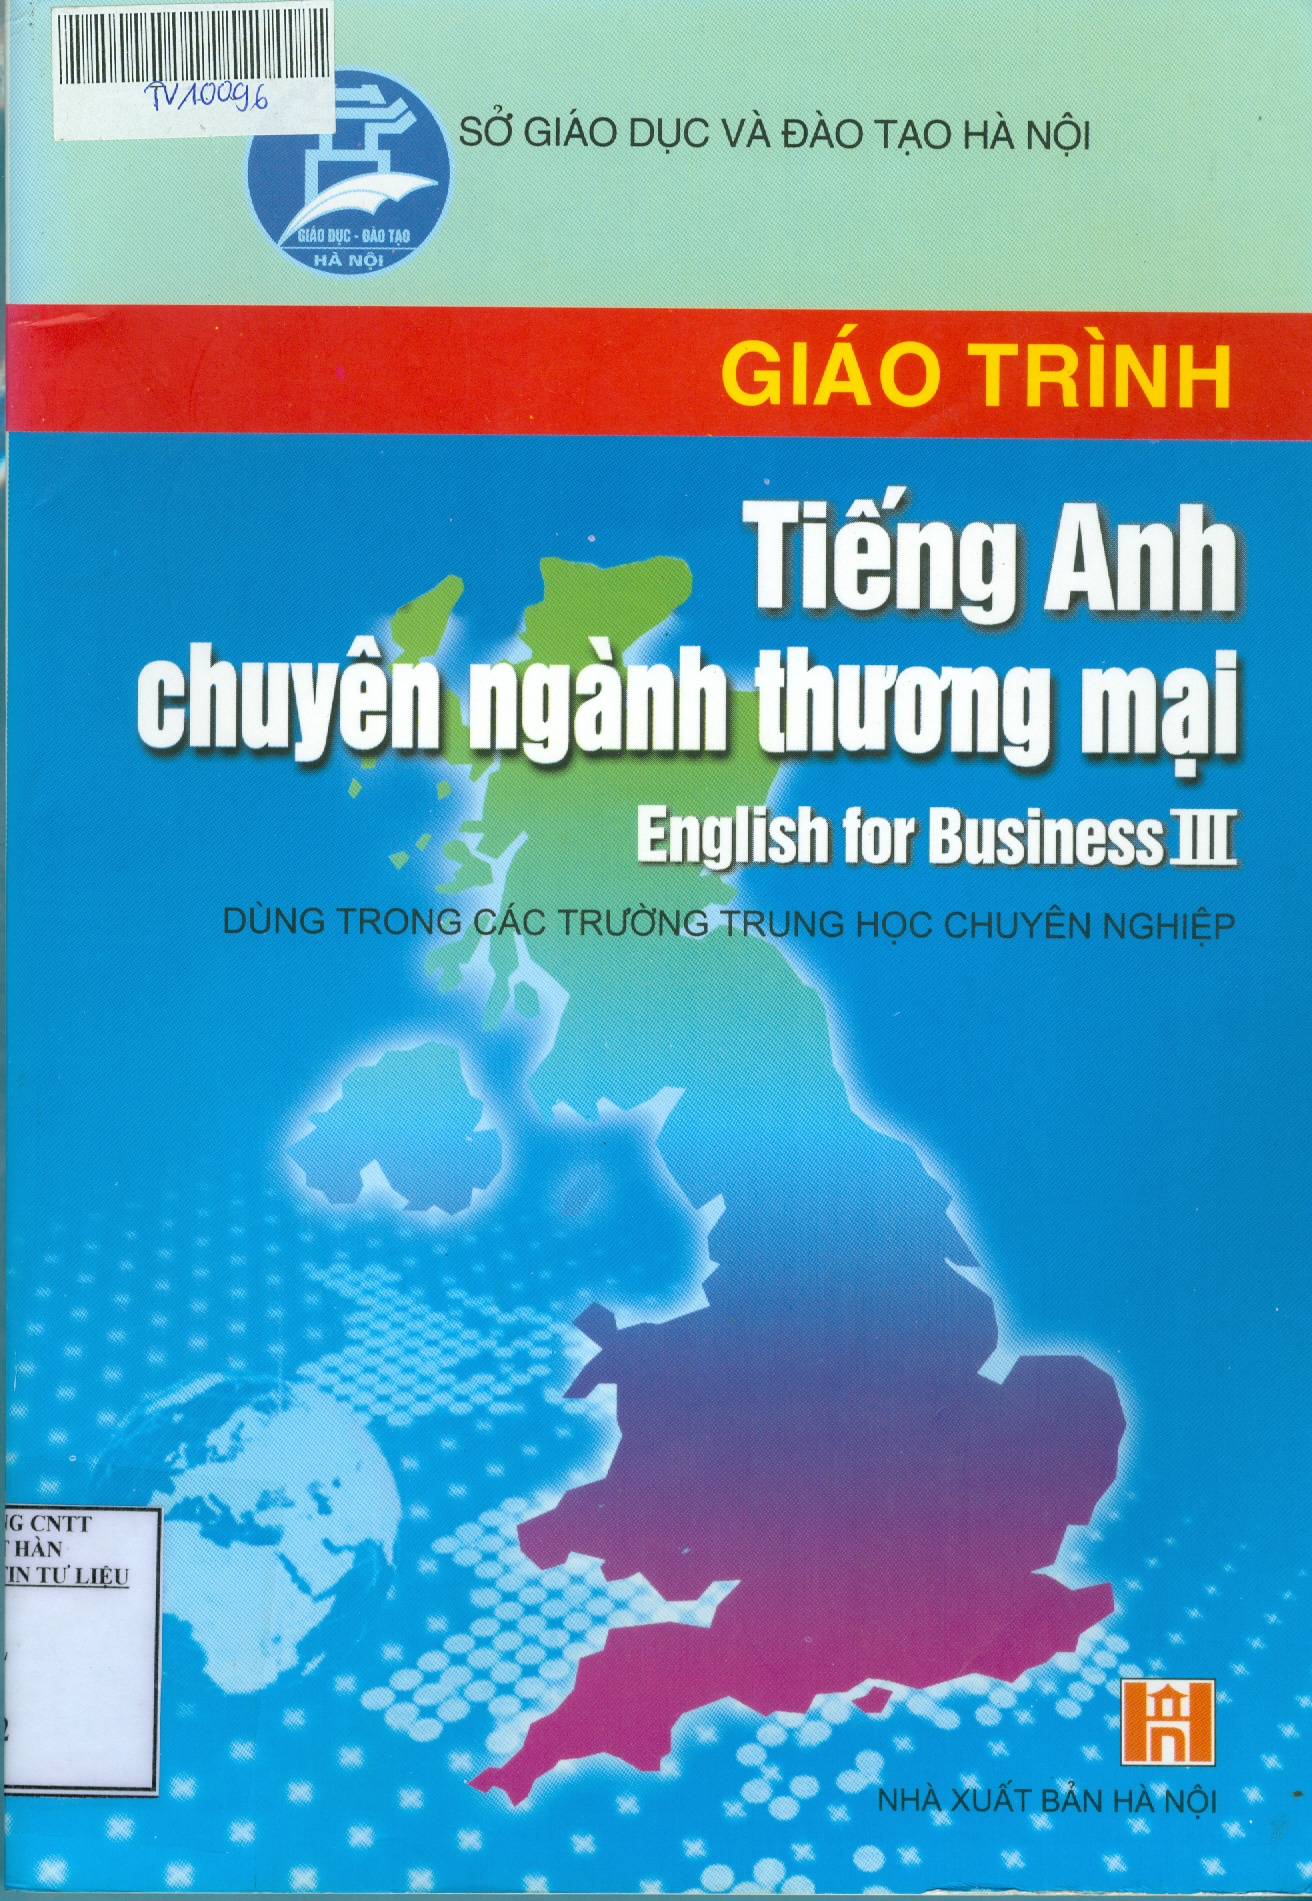 TV10096
SỞ GIÁO DỤC VÀ ĐÀO TẠO HÀ NỘI
GIÁO DỤC - ĐÀO TẠO
HÀ NỘI
GIÁO TRÌNH
Tiếng Anh
chuyên ngành thương mại
English for Business III
DÙNG TRONG CÁC TRƯỜNG TRUNG HỌC CHUYÊN NGHIỆP
CNTT
HÀN
TIN TƯ LIỆU
NHÀ XUẤT BẢN HÀ NỘI